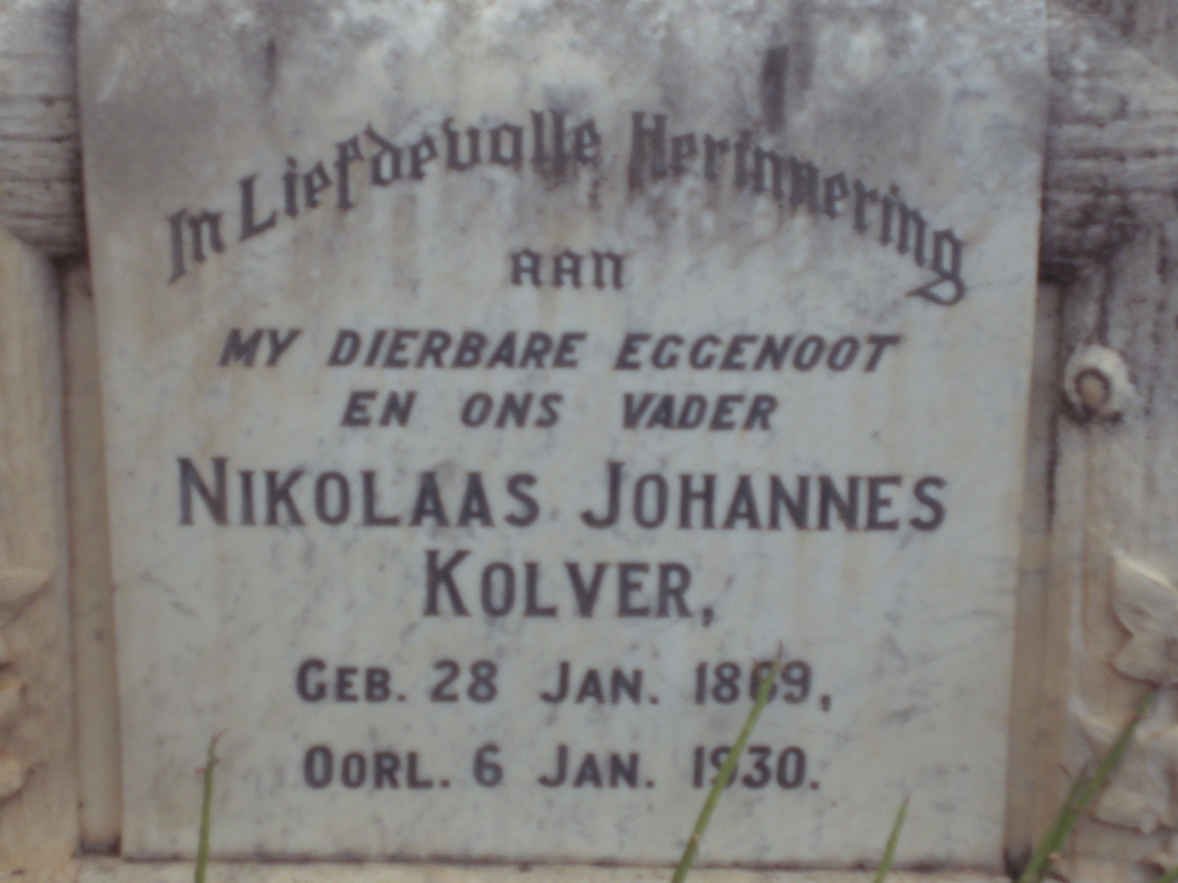 In Liefdevolle Herinnering
AAN
MY DIERBARE EGGENOOT
EN ONS VADER
NIKOLAAS JOHANNES
KOLVER,
GEB. 28 JAN. 1869,
OORL. 6 JAN. 1930.